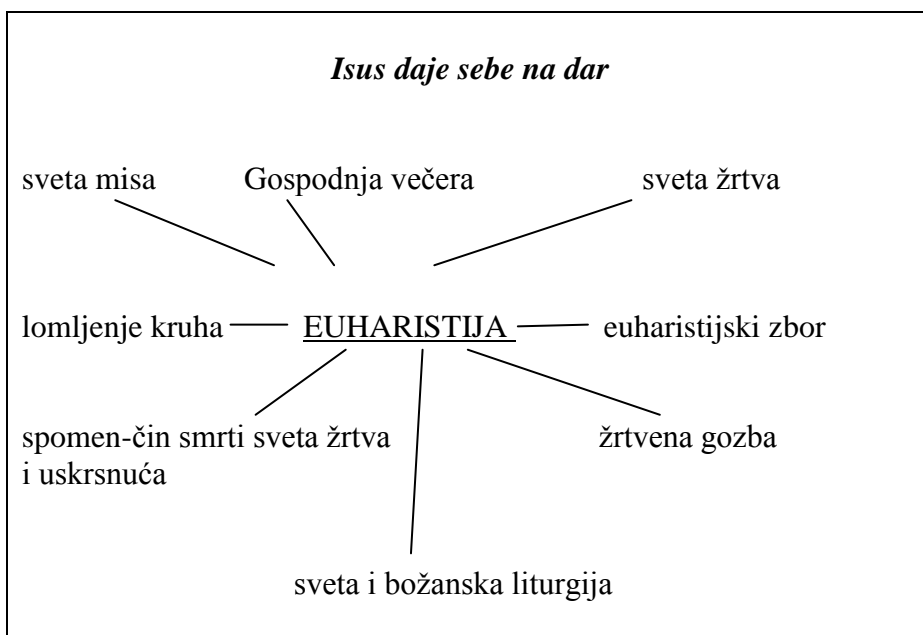 Isus daje sebe na dar
sveta misa Gospodnja večera sveta žrtva
lomljenje kruha EUHARISTIJA euharistijski zbor
spomen-čin smrti sveta žrtva žrtvena gozba
i uskrsnuća
sveta i božanska liturgija